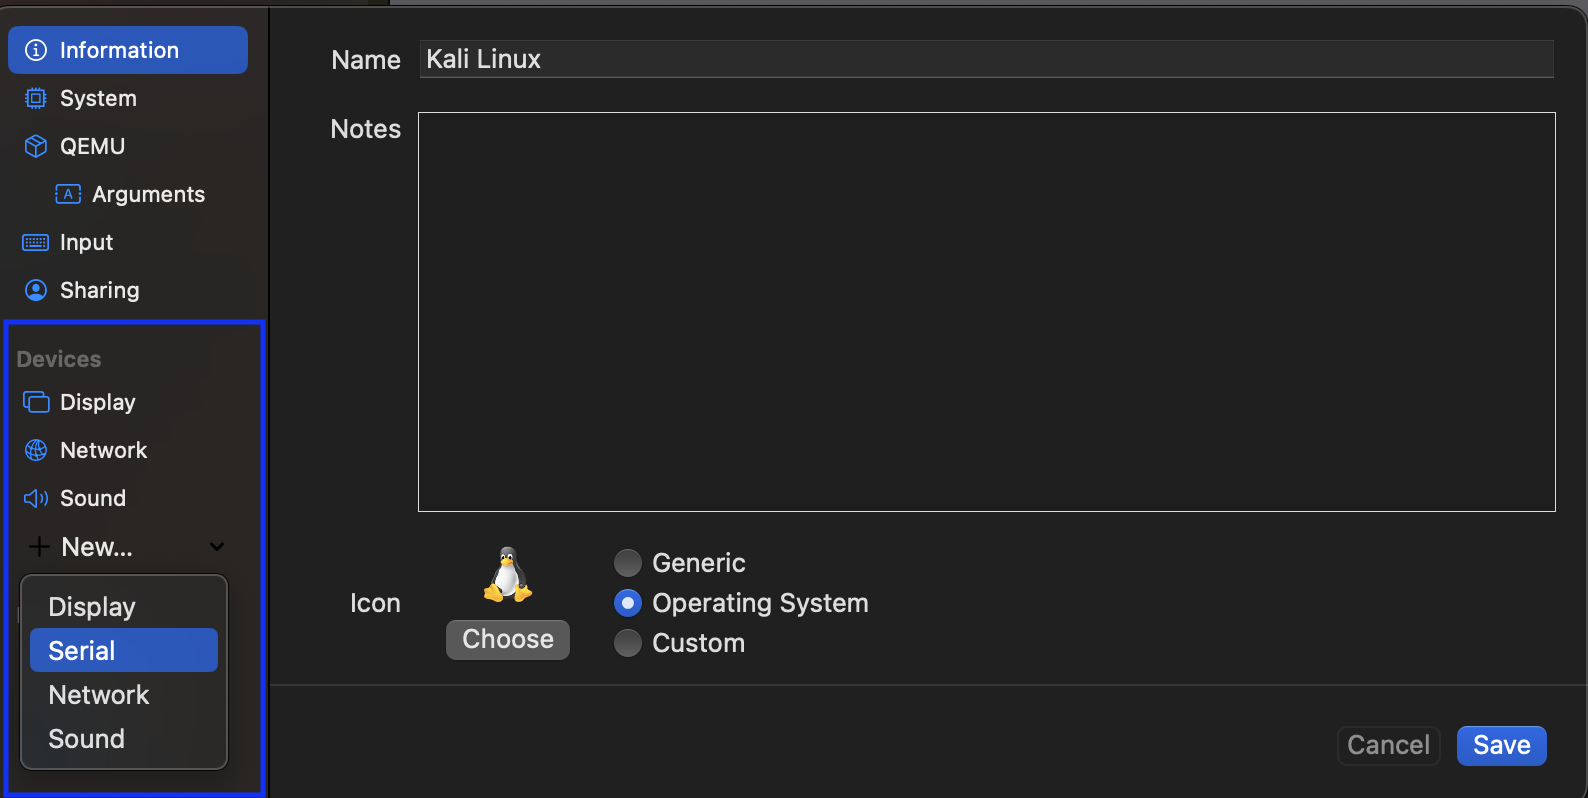 Information
System
QEMU
A Arguments
Input
Sharing
Devices
Display
Network
Sound
New...
Display
Serial
Network
Sound
Name Kali Linux
Notes
Icon
Choose
Generic
Operating System
Custom
Cancel Save